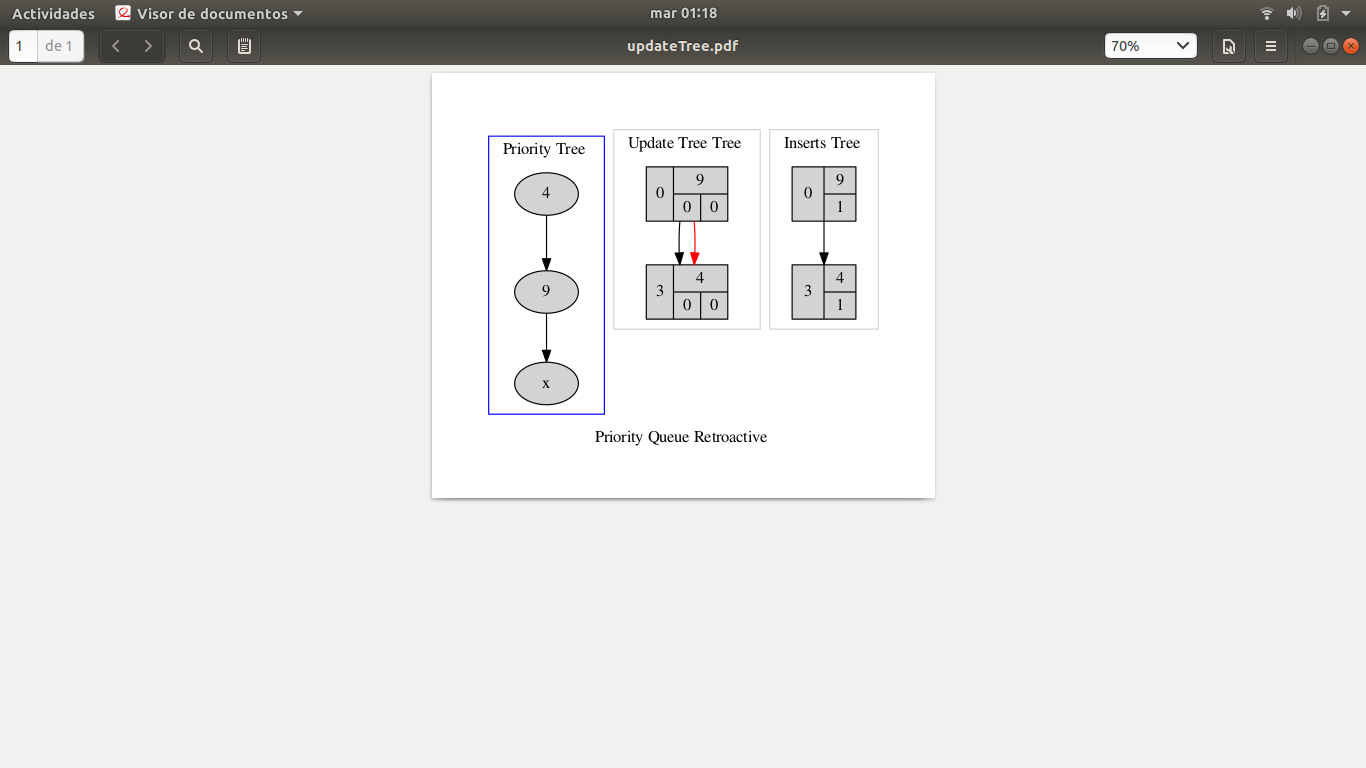 Actividades
Visor de documentos
mar 01:18
1
de 1
updateTree.pdf
70%
Priority Tree
4
9
x
Update Tree Tree
0
9
0
0
3
4
0
0
Inserts Tree
0
9
1
3
4
1
Priority Queue Retroactive